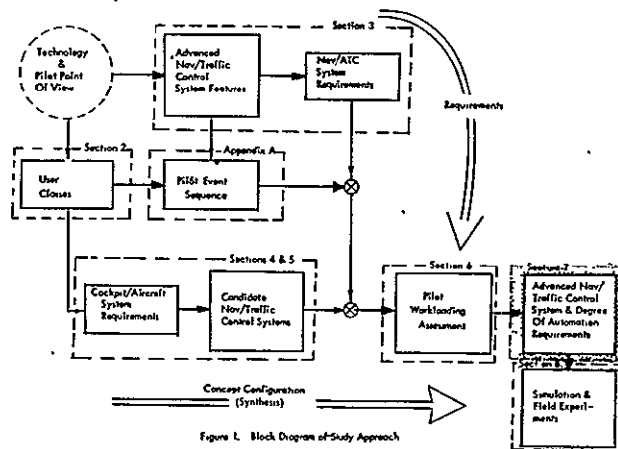 Section 3
Technology
&
Pilot Point
Of View
Advanced
Nav/Traffic
Control
System Features
Nav/ATC
System
Requirements
Requirements
Section 2
User
Classes
Appendix A
Pilot Event
Sequence
Sections 4 & 5
Cockpit/Aircraft
System
Requirements
Candidate
Nav/Traffic
Control Systems
Section 6
Pilot
Workloading
Assessment
Section 7
Advanced Nav/
Traffic Control
System & Degree
Of Automation
Requirements
Section
Simulation &
Field Experi-
ments
Concept Configuration
(Synthesis)
Figure 1. Block Diagram of Study Approach